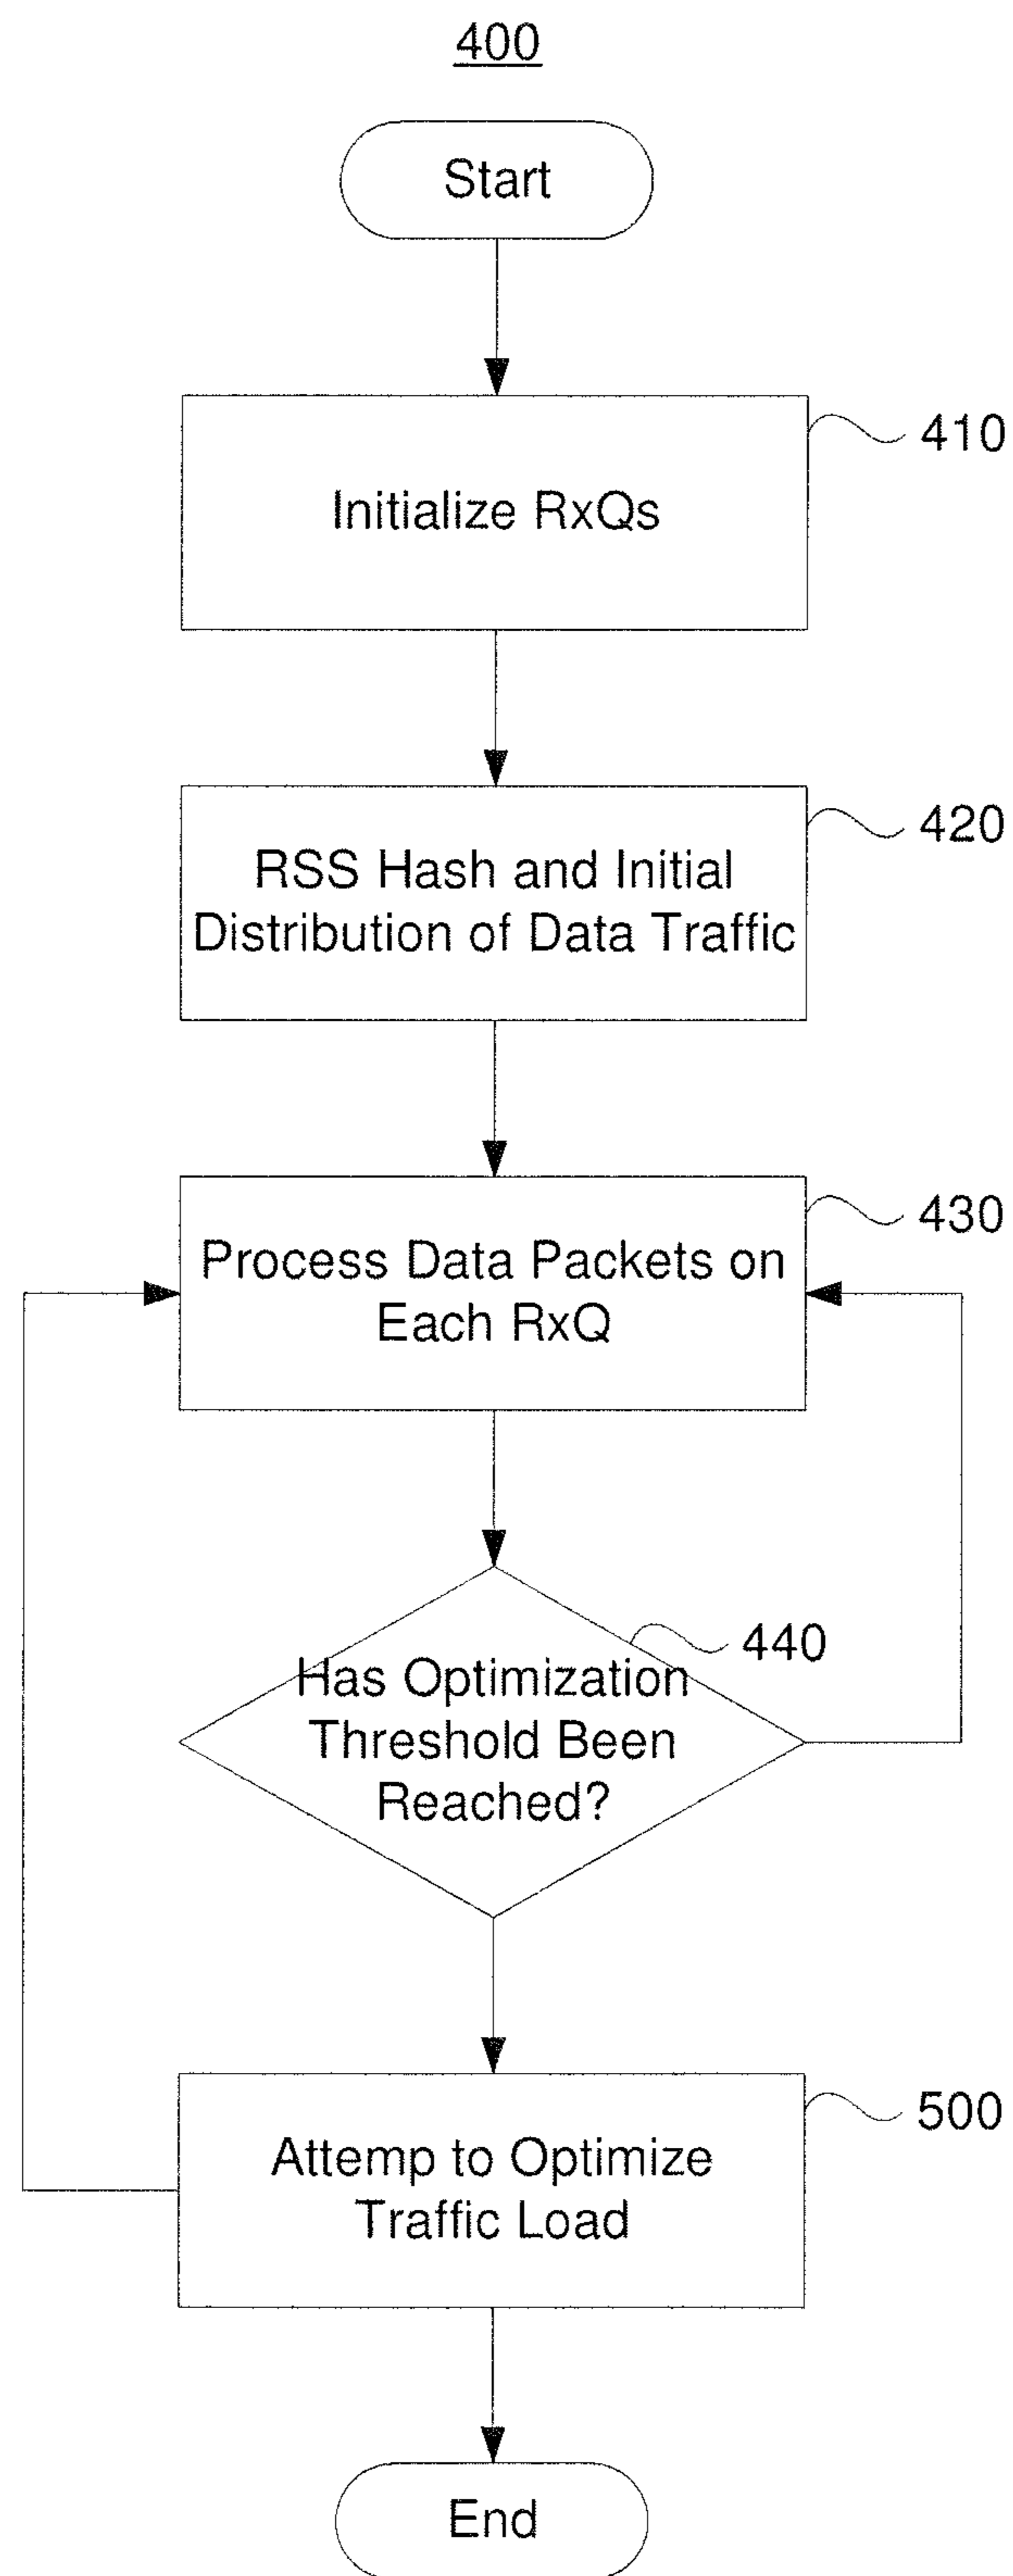 400
Start
Initialize RxQs
410
RSS Hash and Initial
Distribution of Data Traffic
420
Process Data Packets on
Each RxQ
430
Has Optimization
Threshold Been
Reached?
440
Attemp to Optimize
Traffic Load
500
End